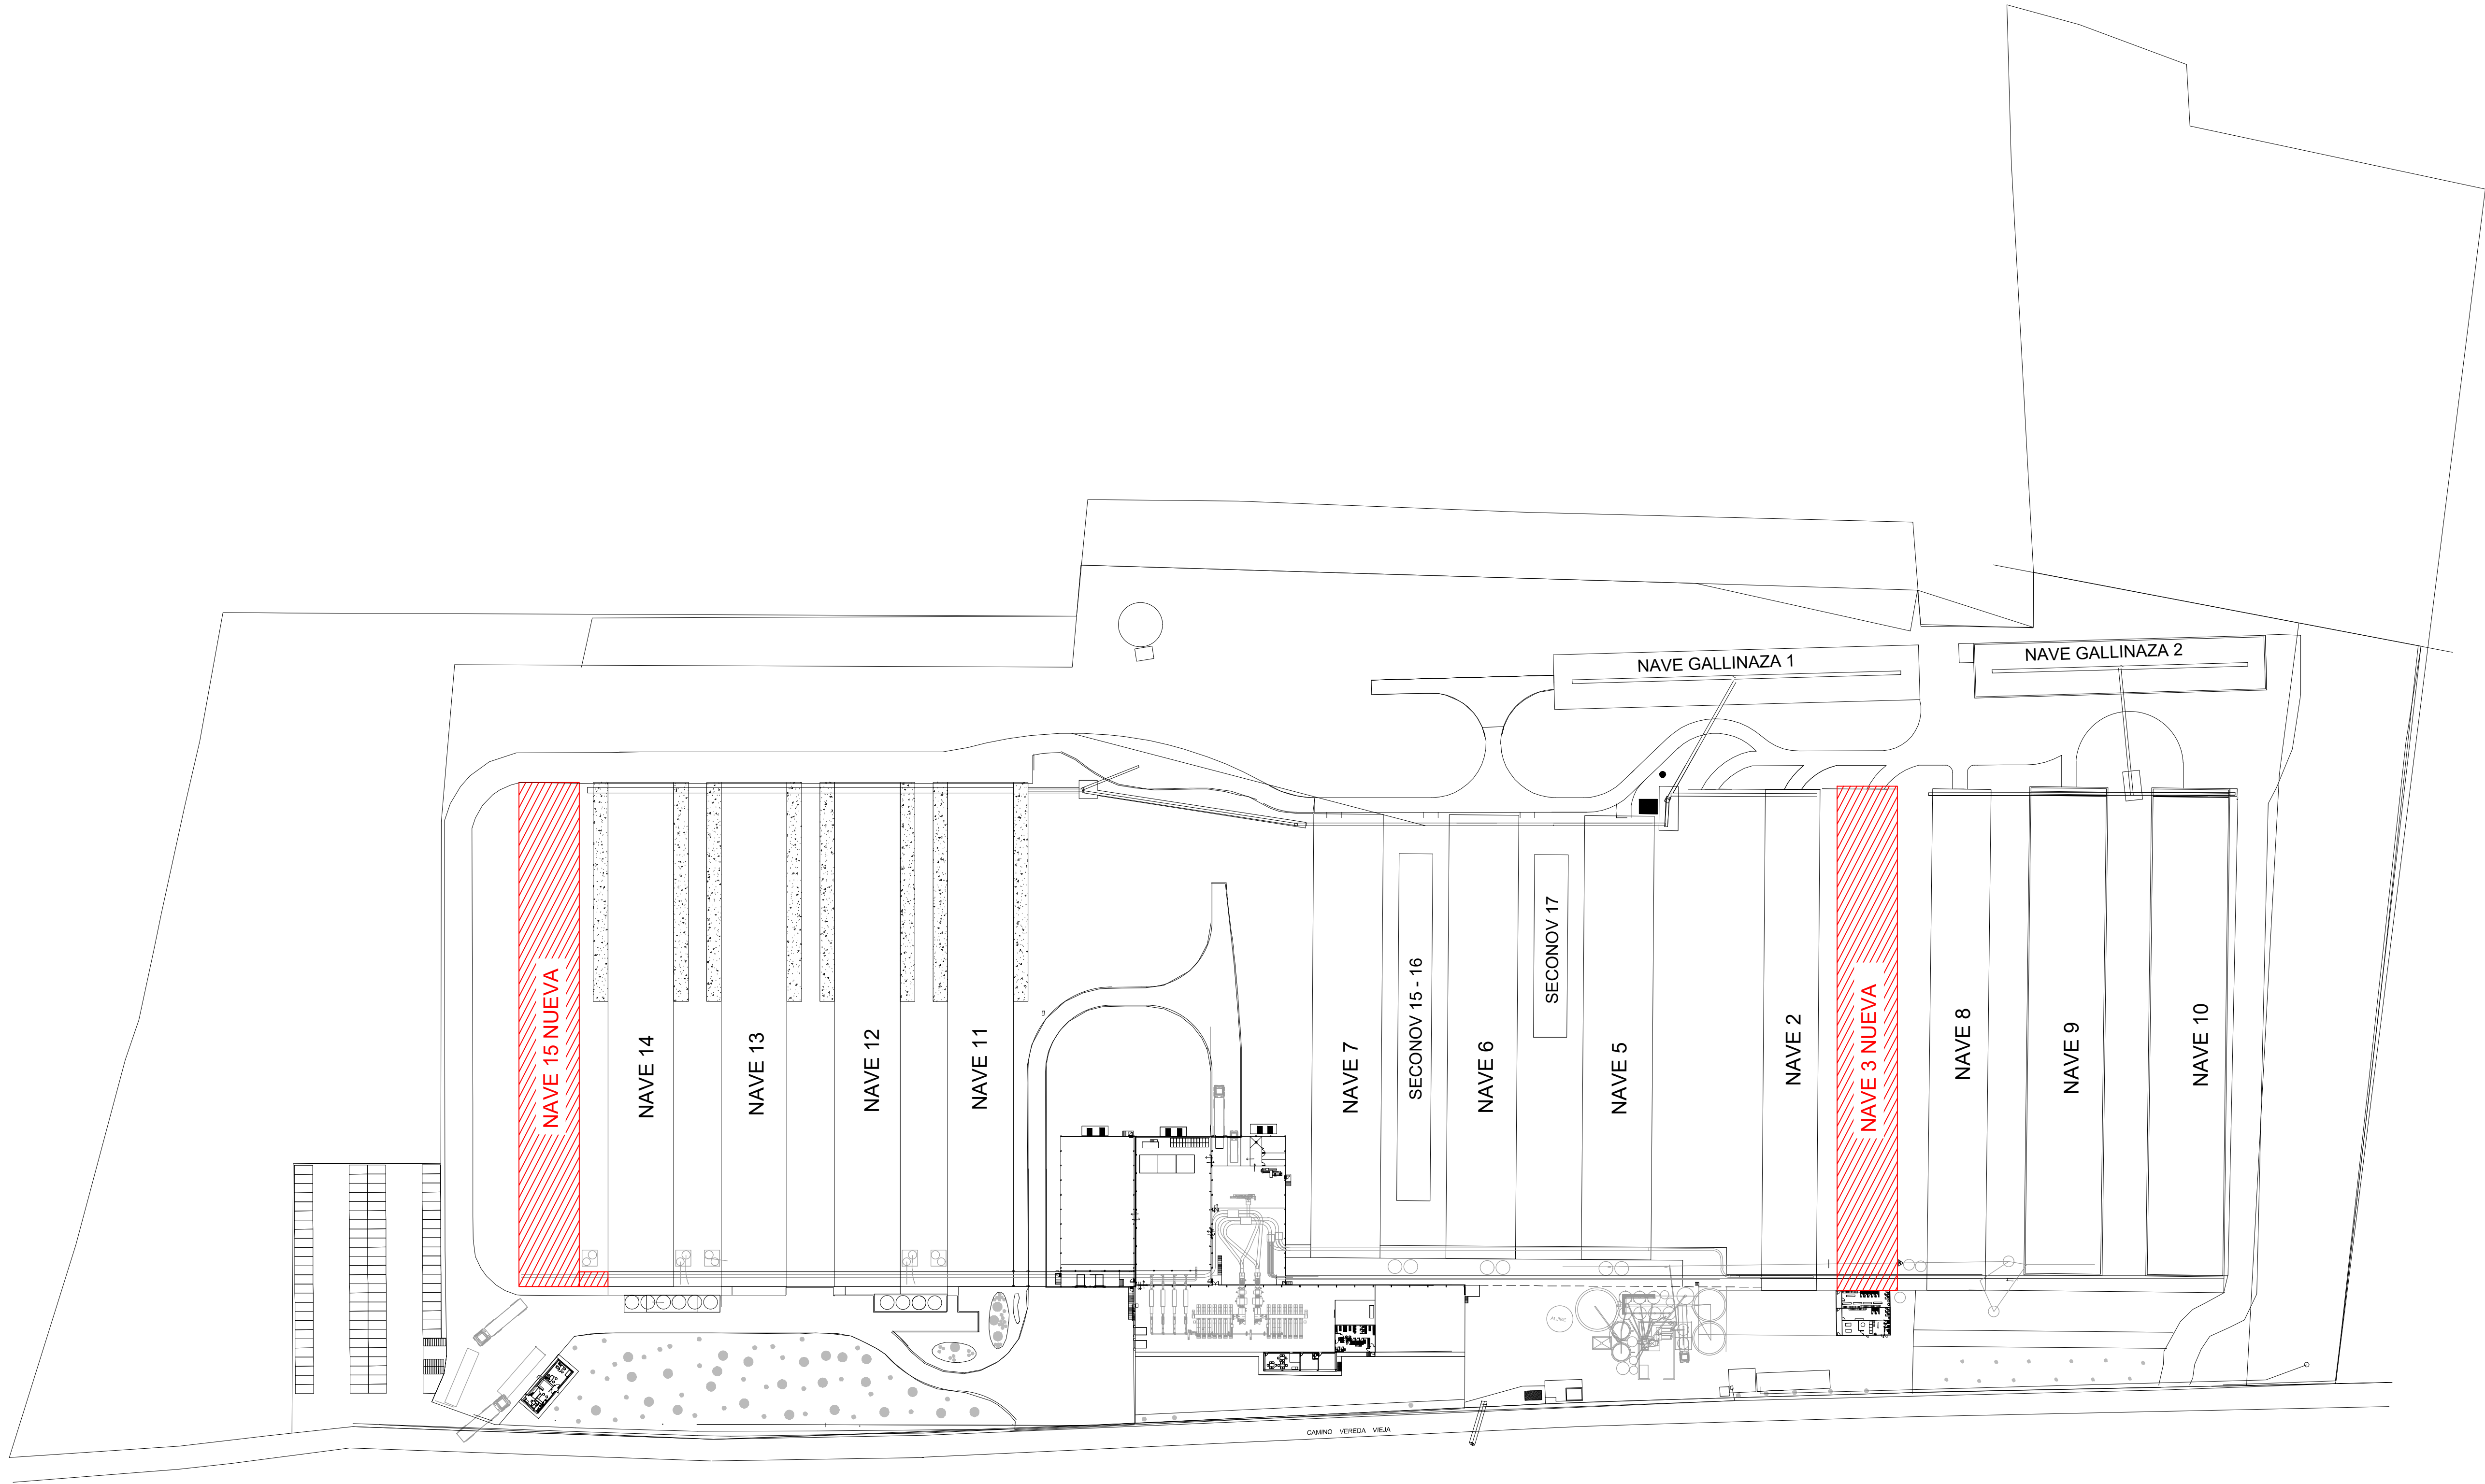 NAVE GALLINAZA 1
NAVE GALLINAZA 2
NAVE 15 NUEVA
NAVE 14
NAVE 13
NAVE 12
NAVE 11
NAVE 7
SECONOV 15 - 16
NAVE 6
SECONOV 17
NAVE 5
NAVE 2
NAVE 3 NUEVA
NAVE 8
NAVE 9
NAVE 10
CAMINO VEREDA VIEJA